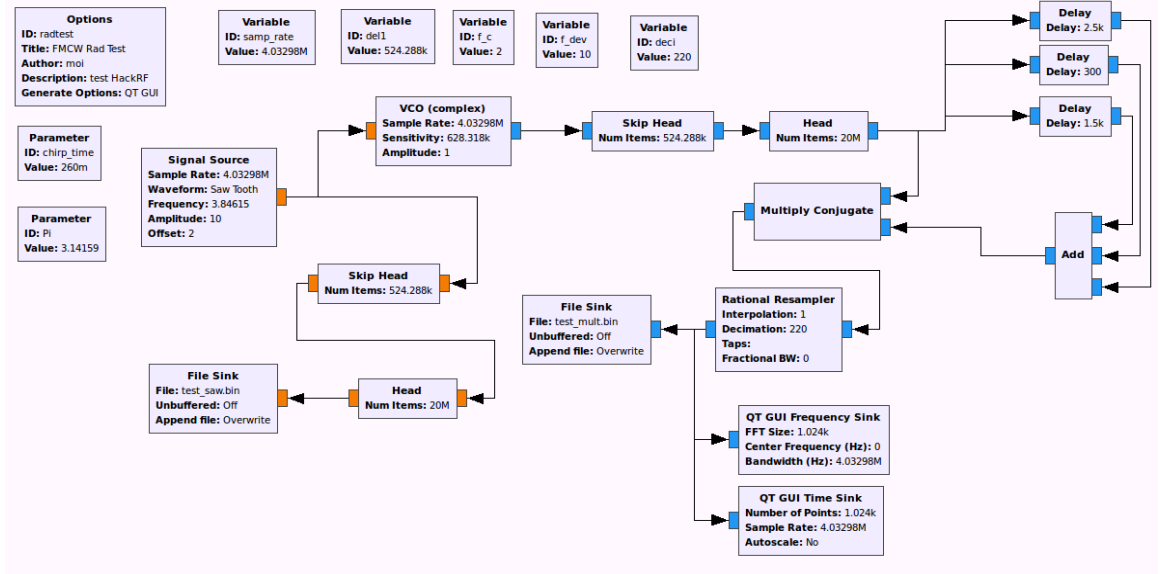 Options
ID: radtest
Title: FMCW Rad Test
Author: moi
Description: test HackRF
Generate Options: QT GUI
Variable
ID: samp_rate
Value: 4.03298M
Variable
ID: del1
Value: 524.288k
Variable
ID: f_c
Value: 2
Variable
ID: f_dev
Value: 10
Variable
ID: deci
Value: 220
Delay
Delay: 2.5k
Delay
Delay: 300
Delay
Delay: 1.5k
Parameter
ID: chirp_time
Value: 260m
Parameter
ID: Pi
Value: 3.14159
Signal Source
Sample Rate: 4.03298M
Waveform: Saw Tooth
Frequency: 3.84615
Amplitude: 10
Offset: 2
VCO (complex)
Sample Rate: 4.03298M
Sensitivity: 628.318k
Amplitude: 1
Skip Head
Num Items: 524.288k
Head
Num Items: 20M
Multiply Conjugate
Add
Skip Head
Num Items: 524.288k
File Sink
File: test_mult.bin
Unbuffered: Off
Append file: Overwrite
Rational Resampler
Interpolation: 1
Decimation: 220
Taps:
Fractional BW: 0
File Sink
File: test_saw.bin
Unbuffered: Off
Append file: Overwrite
Head
Num Items: 20M
QT GUI Frequency Sink
FFT Size: 1.024k
Center Frequency (Hz): 0
Bandwidth (Hz): 4.03298M
QT GUI Time Sink
Number of Points: 1.024k
Sample Rate: 4.03298M
Autoscale: No